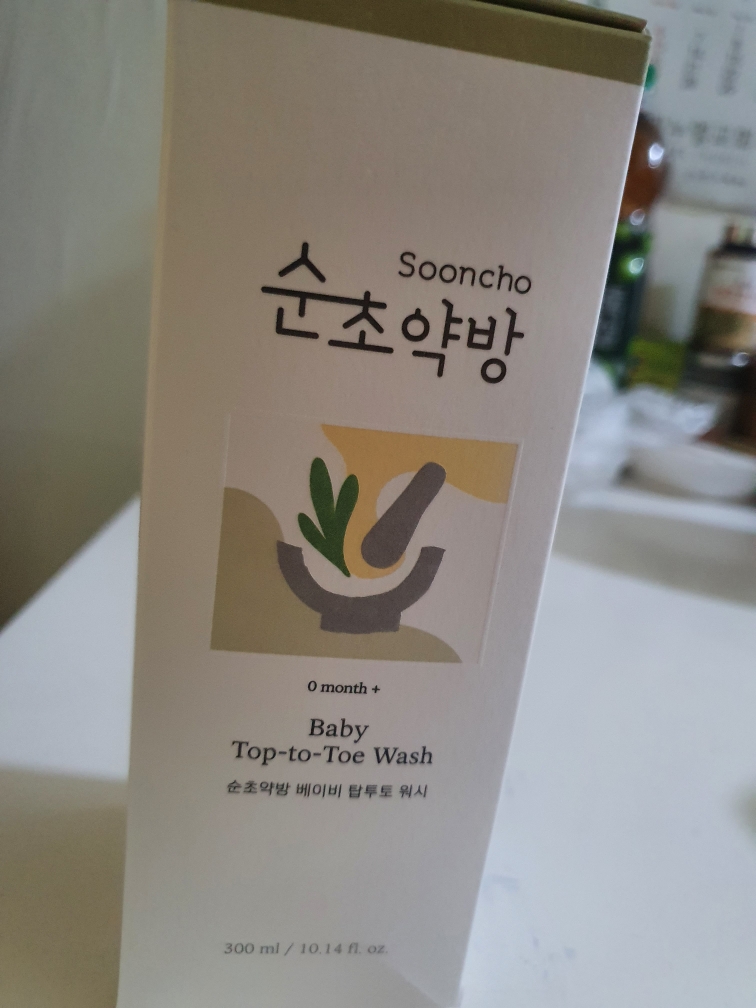 Sooncho
순초약방
0 month +
Baby
Top-to-Toe Wash
순초약방 베이비 탑투토 워시
300 ml / 10.14 fl. oz.